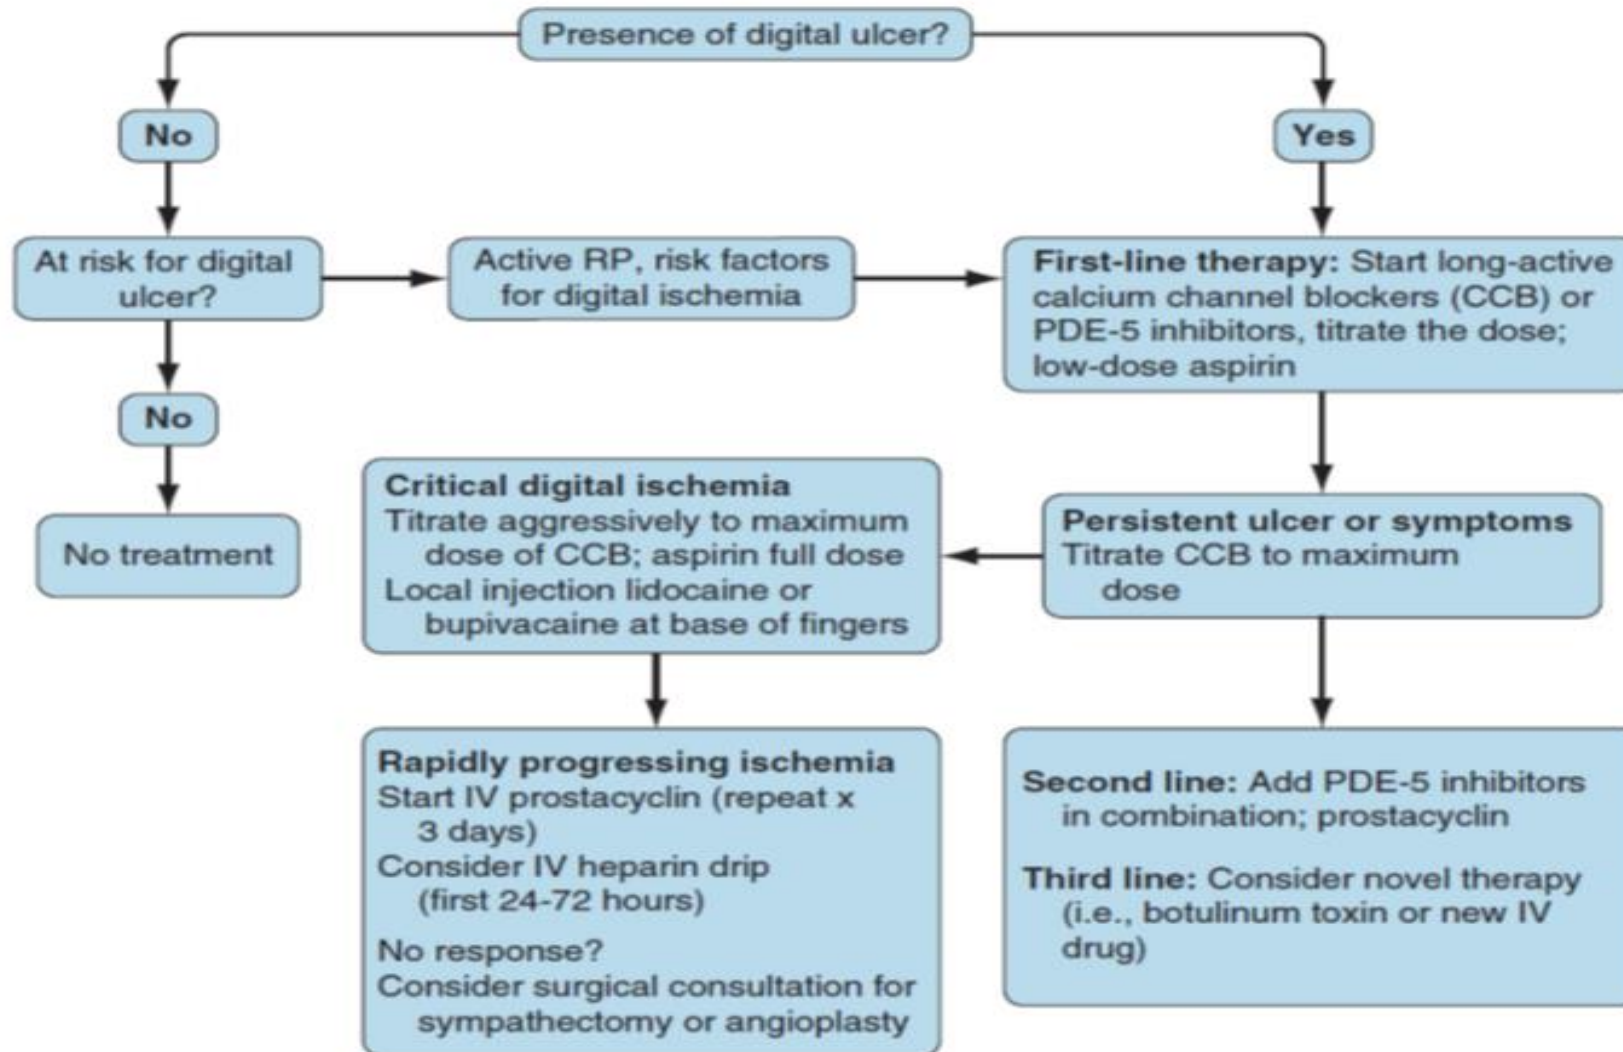 Presence of digital ulcer?
No
Yes
At risk for digital
ulcer?
Active RP, risk factors
for digital ischemia
First-line therapy: Start long-active
calcium channel blockers (CCB) or
PDE-5 inhibitors, titrate the dose;
low-dose aspirin
No
No treatment
Critical digital ischemia
Titrate aggressively to maximum
dose of CCB; aspirin full dose
Local injection lidocaine or
bupivacaine at base of fingers
Persistent ulcer or symptoms
Titrate CCB to maximum
dose
Rapidly progressing ischemia
Start IV prostacyclin (repeat x
3 days)
Consider IV heparin drip
(first 24-72 hours)
No response?
Consider surgical consultation for
sympathectomy or angioplasty
Second line: Add PDE-5 inhibitors
in combination; prostacyclin
Third line: Consider novel therapy
(i.e., botulinum toxin or new IV
drug)